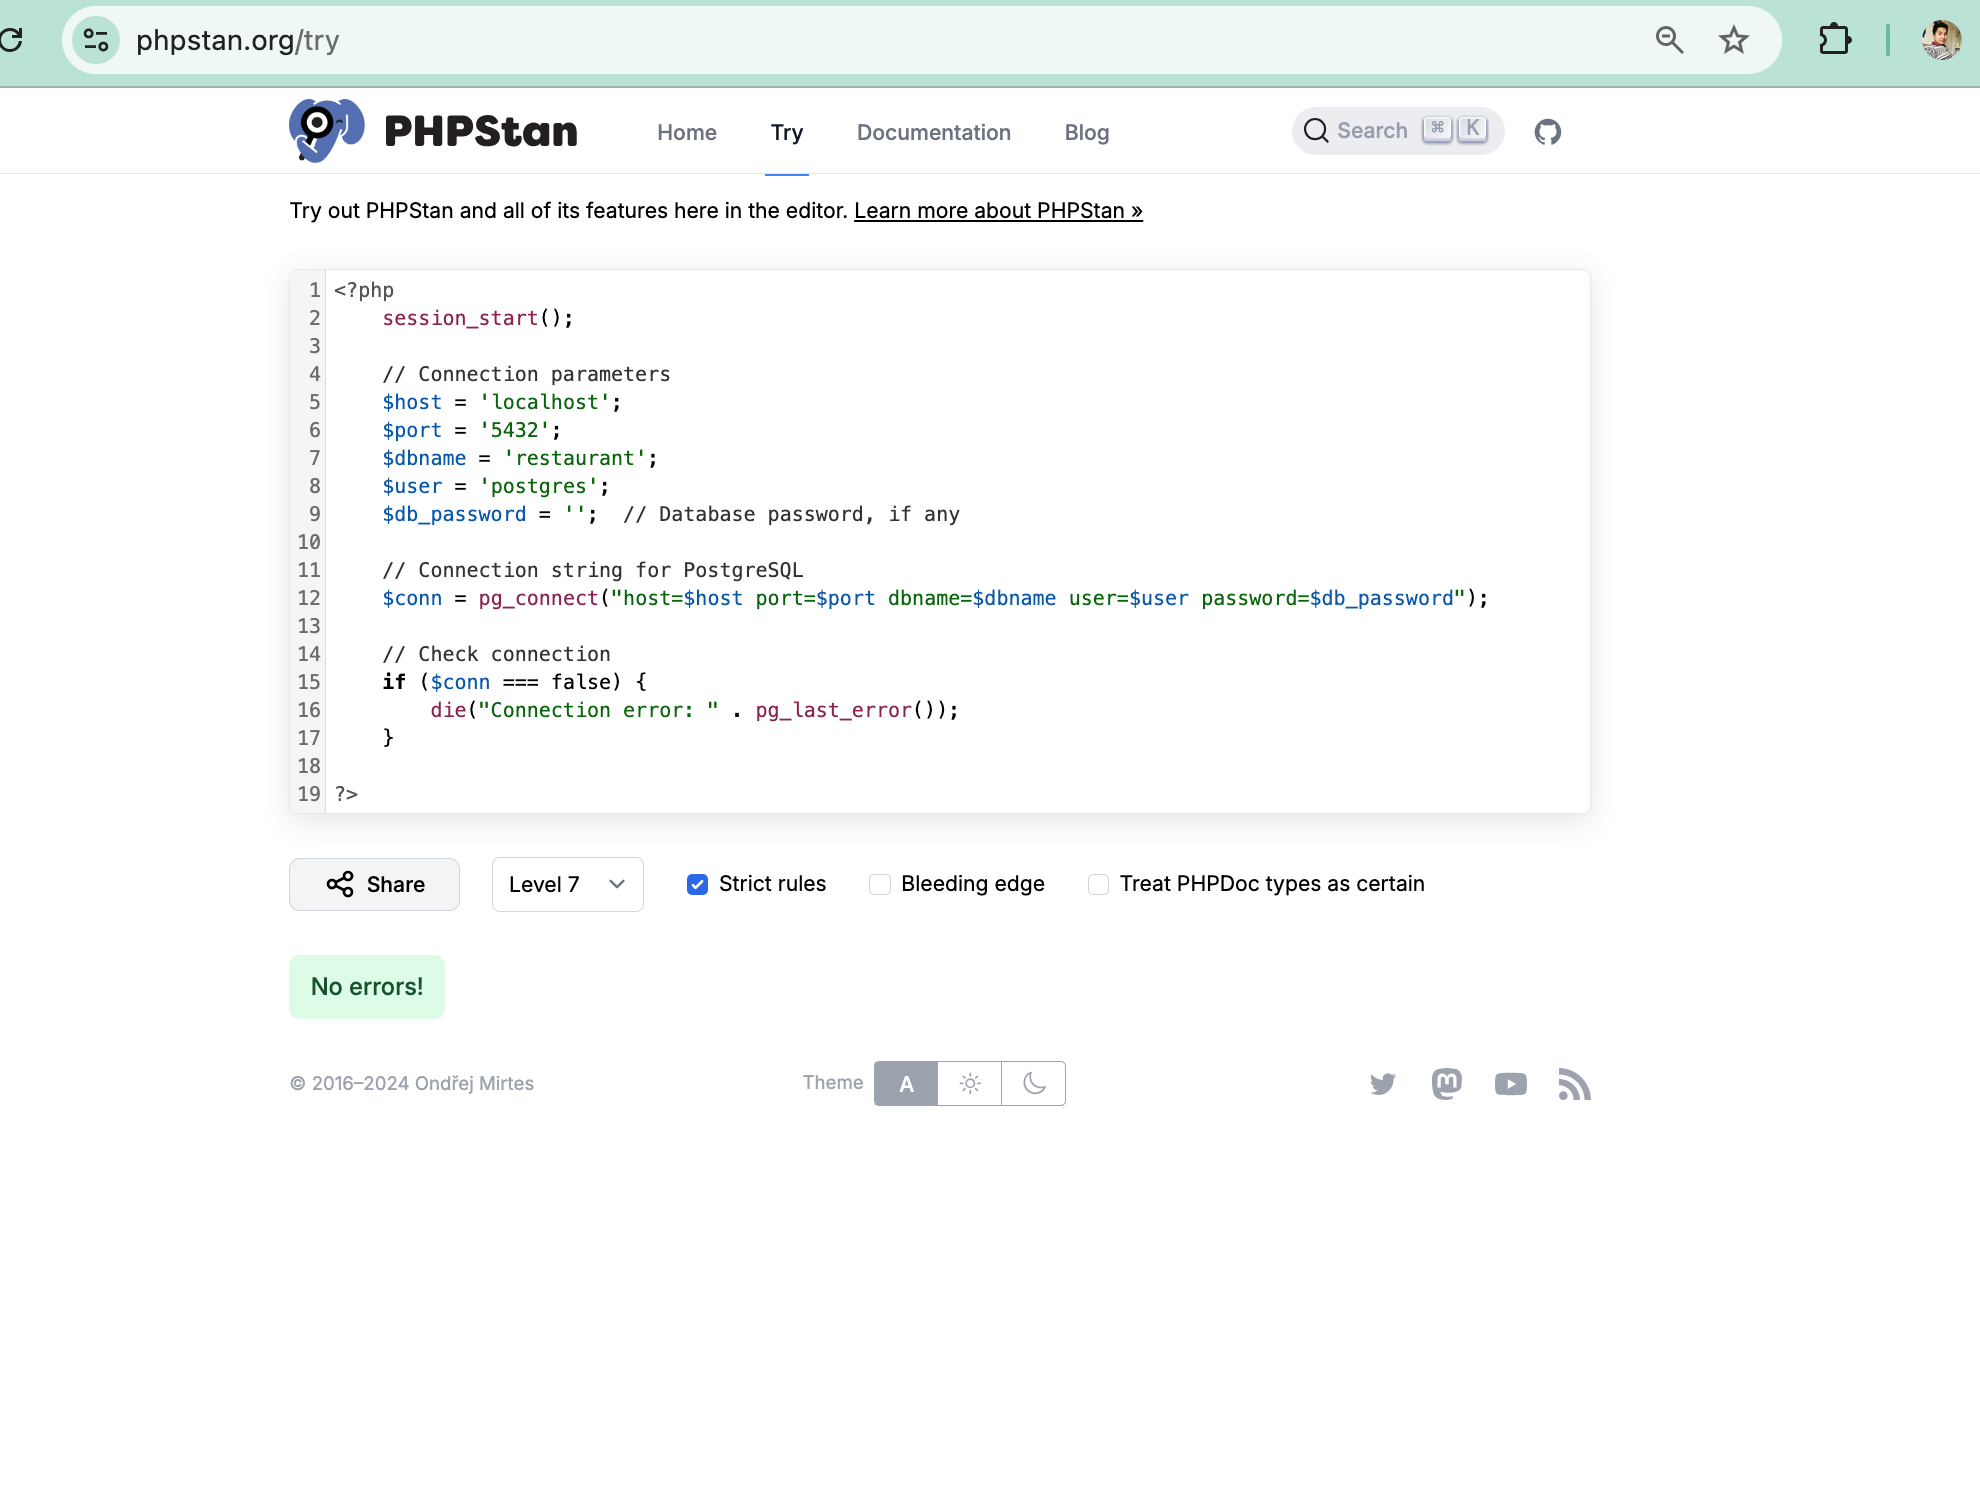 phpstan.org/try
PHPStan
Home Try Documentation Blog
Search ⌘ K
Try out PHPStan and all of its features here in the editor. Learn more about PHPStan »
1 <?php
2     session_start();
3
4     // Connection parameters
5     $host = 'localhost';
6     $port = '5432';
7     $dbname = 'restaurant';
8     $user = 'postgres';
9     $db_password = '';  // Database password, if any
10
11     // Connection string for PostgreSQL
12     $conn = pg_connect("host=$host port=$port dbname=$dbname user=$user password=$db_password");
13
14     // Check connection
15     if ($conn === false) {
16         die("Connection error: " . pg_last_error());
17     }
18
19 ?>
Share Level 7 Strict rules Bleeding edge Treat PHPDoc types as certain
No errors!
© 2016–2024 Ondřej Mirtes Theme A